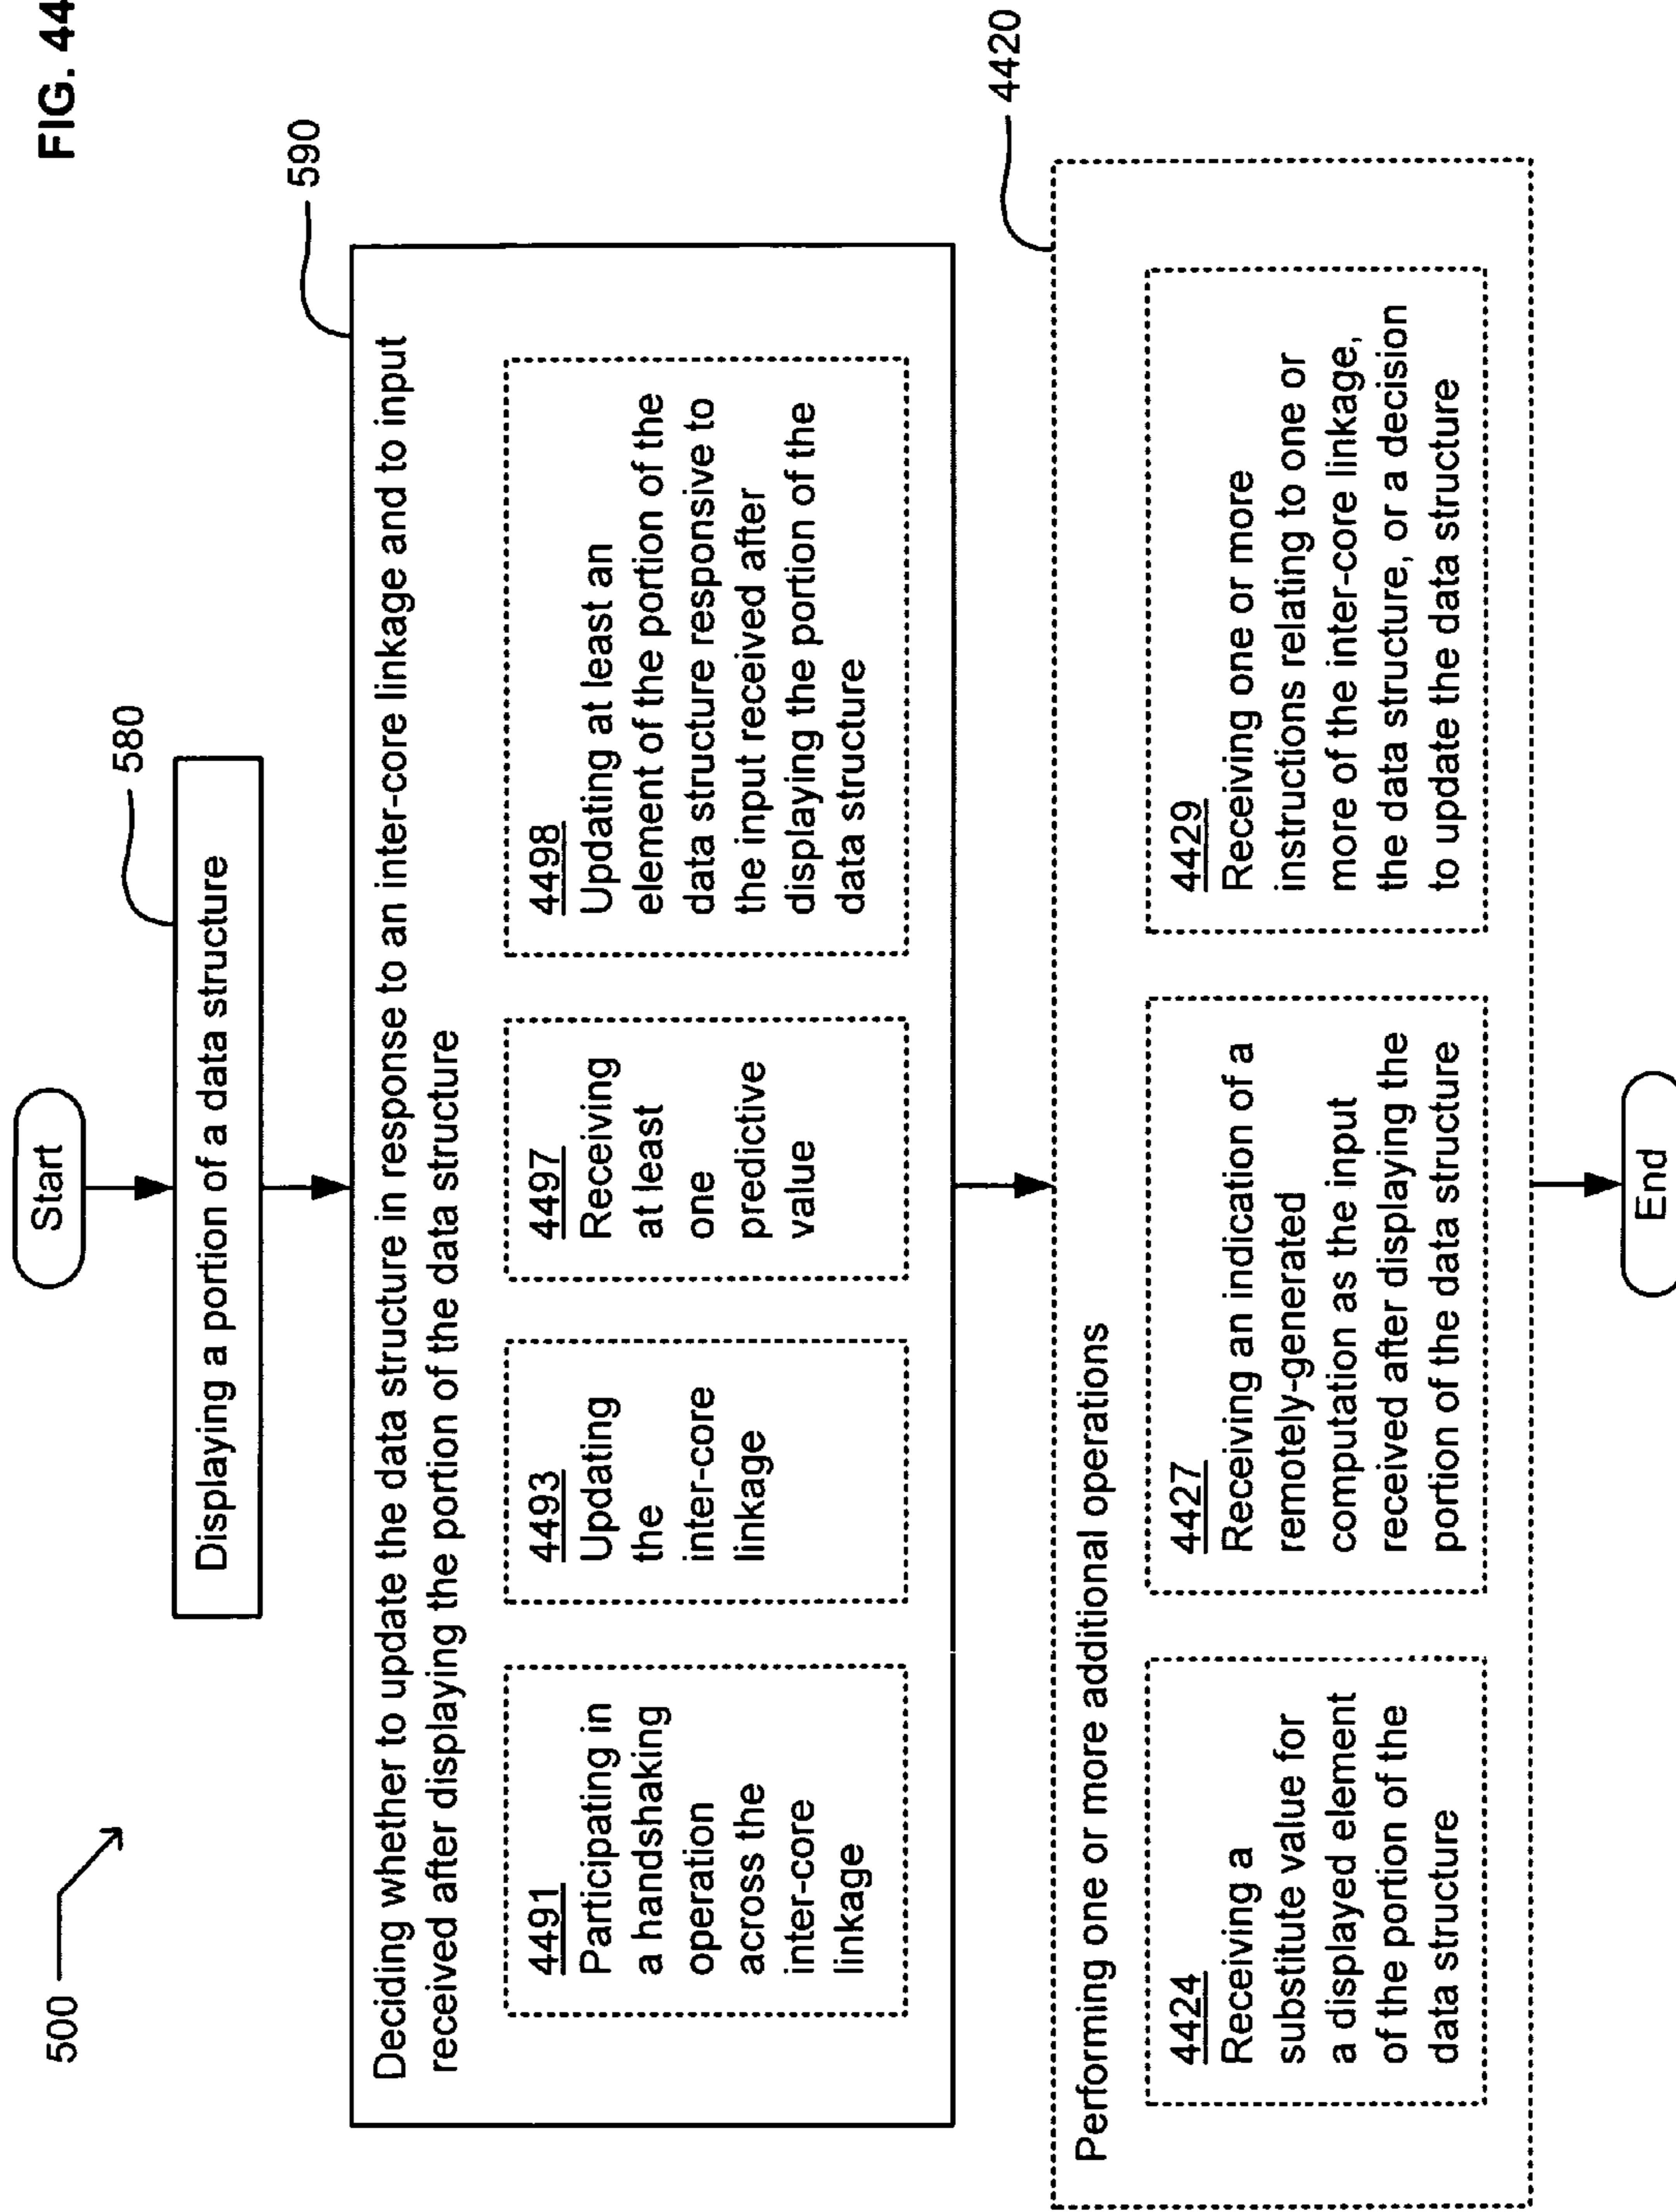 FIG. 44
500
Start
580
Displaying a portion of a data structure
590
Deciding whether to update the data structure in response to an inter-core linkage and to input
received after displaying the portion of the data structure
4491
Participating in
a handshaking
operation
across the
inter-core
linkage
4493
Updating
the
inter-core
linkage
4497
Receiving
at least
one
predictive
value
4498
Updating at least an
element of the portion of the
data structure responsive to
the input received after
displaying the portion of the
data structure
4420
Performing one or more additional operations
4424
Receiving a
substitute value for
a displayed element
of the portion of the
data structure
4427
Receiving an indication of a
remotely-generated
computation as the input
received after displaying the
portion of the data structure
4429
Receiving one or more
instructions relating to one or
more of the inter-core linkage,
the data structure, or a decision
to update the data structure
End